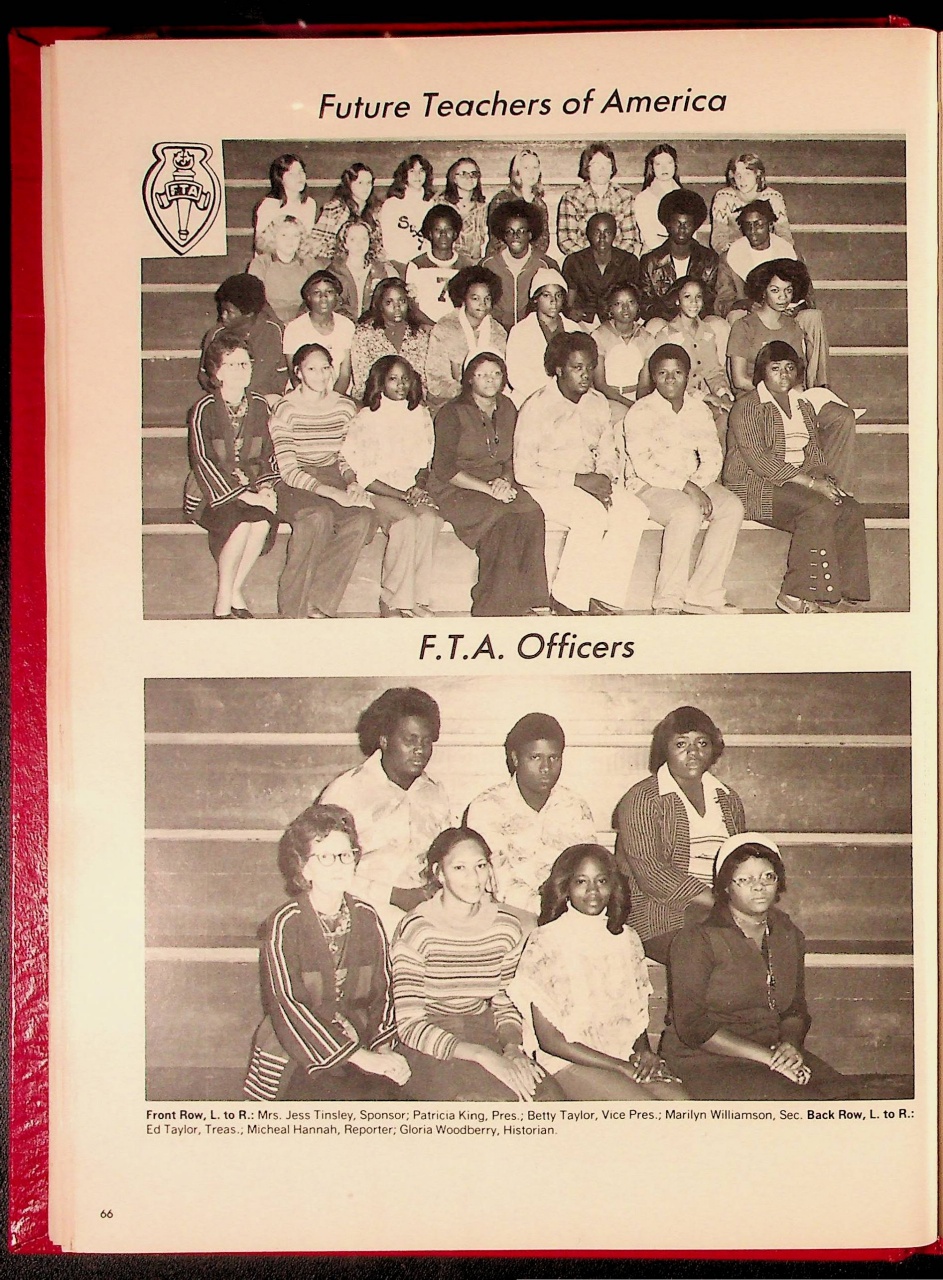 Future Teachers of America
FTA
7
F.T.A. Officers
Front Row, L. to R.: Mrs. Jess Tinsley, Sponsor; Patricia King, Pres.; Betty Taylor, Vice Pres.; Marilyn Williamson, Sec. Back Row, L. to R.:
Ed Taylor, Treas.; Micheal Hannah, Reporter; Gloria Woodberry, Historian.
66